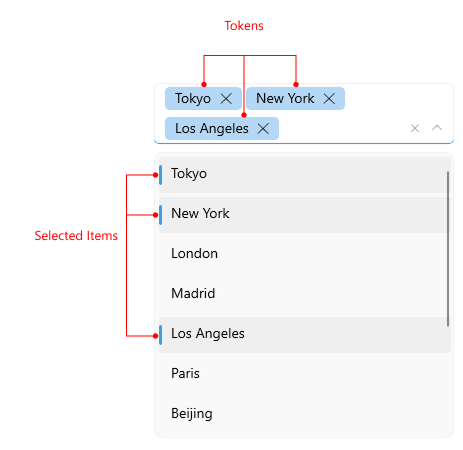 Tokens
Tokyo New York
Los Angeles
Tokyo
New York
Selected Items
London
Madrid
Los Angeles
Paris
Beijing